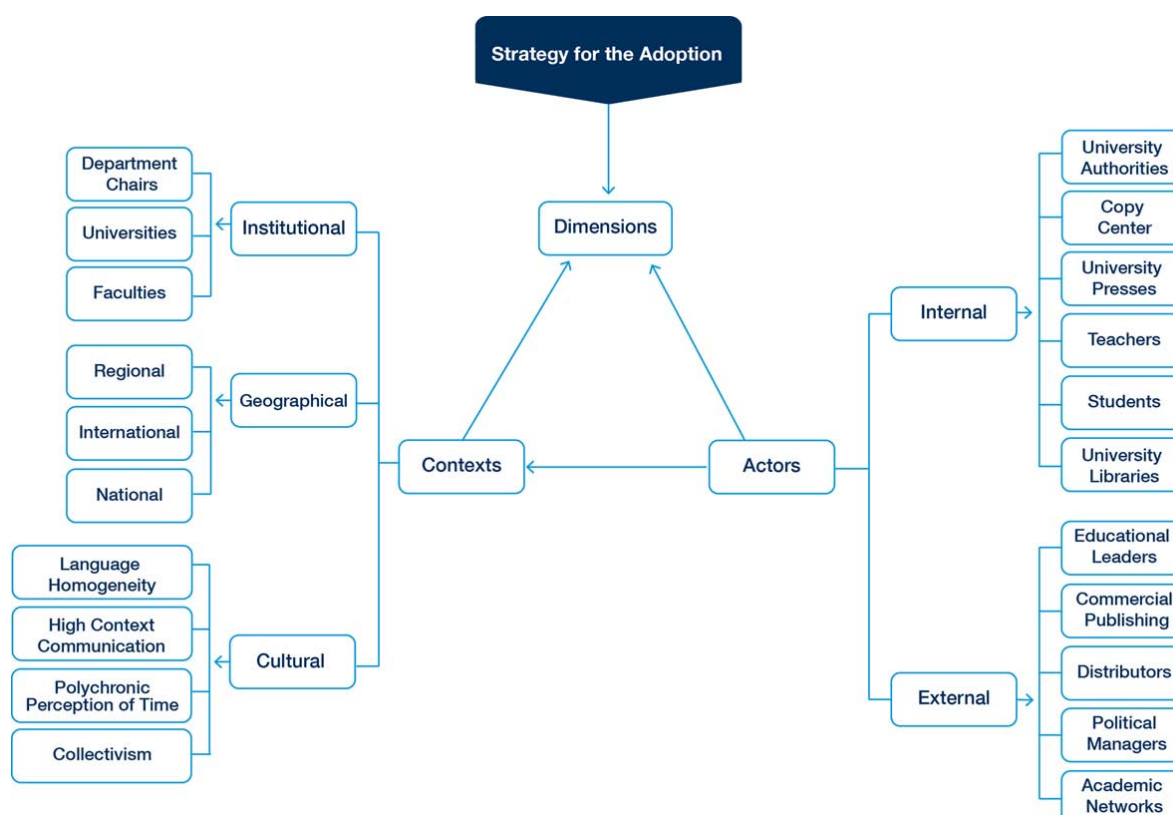 Strategy for the Adoption
Dimensions
Department
Chairs
Universities
Faculties
Institutional
Regional
International
National
Geographical
Language
Homogeneity
High Context
Communication
Polychronic
Perception of Time
Collectivism
Cultural
Contexts
Actors
Internal
University
Authorities
Copy
Center
University
Presses
Teachers
Students
University
Libraries
External
Educational
Leaders
Commercial
Publishing
Distributors
Political
Managers
Academic
Networks